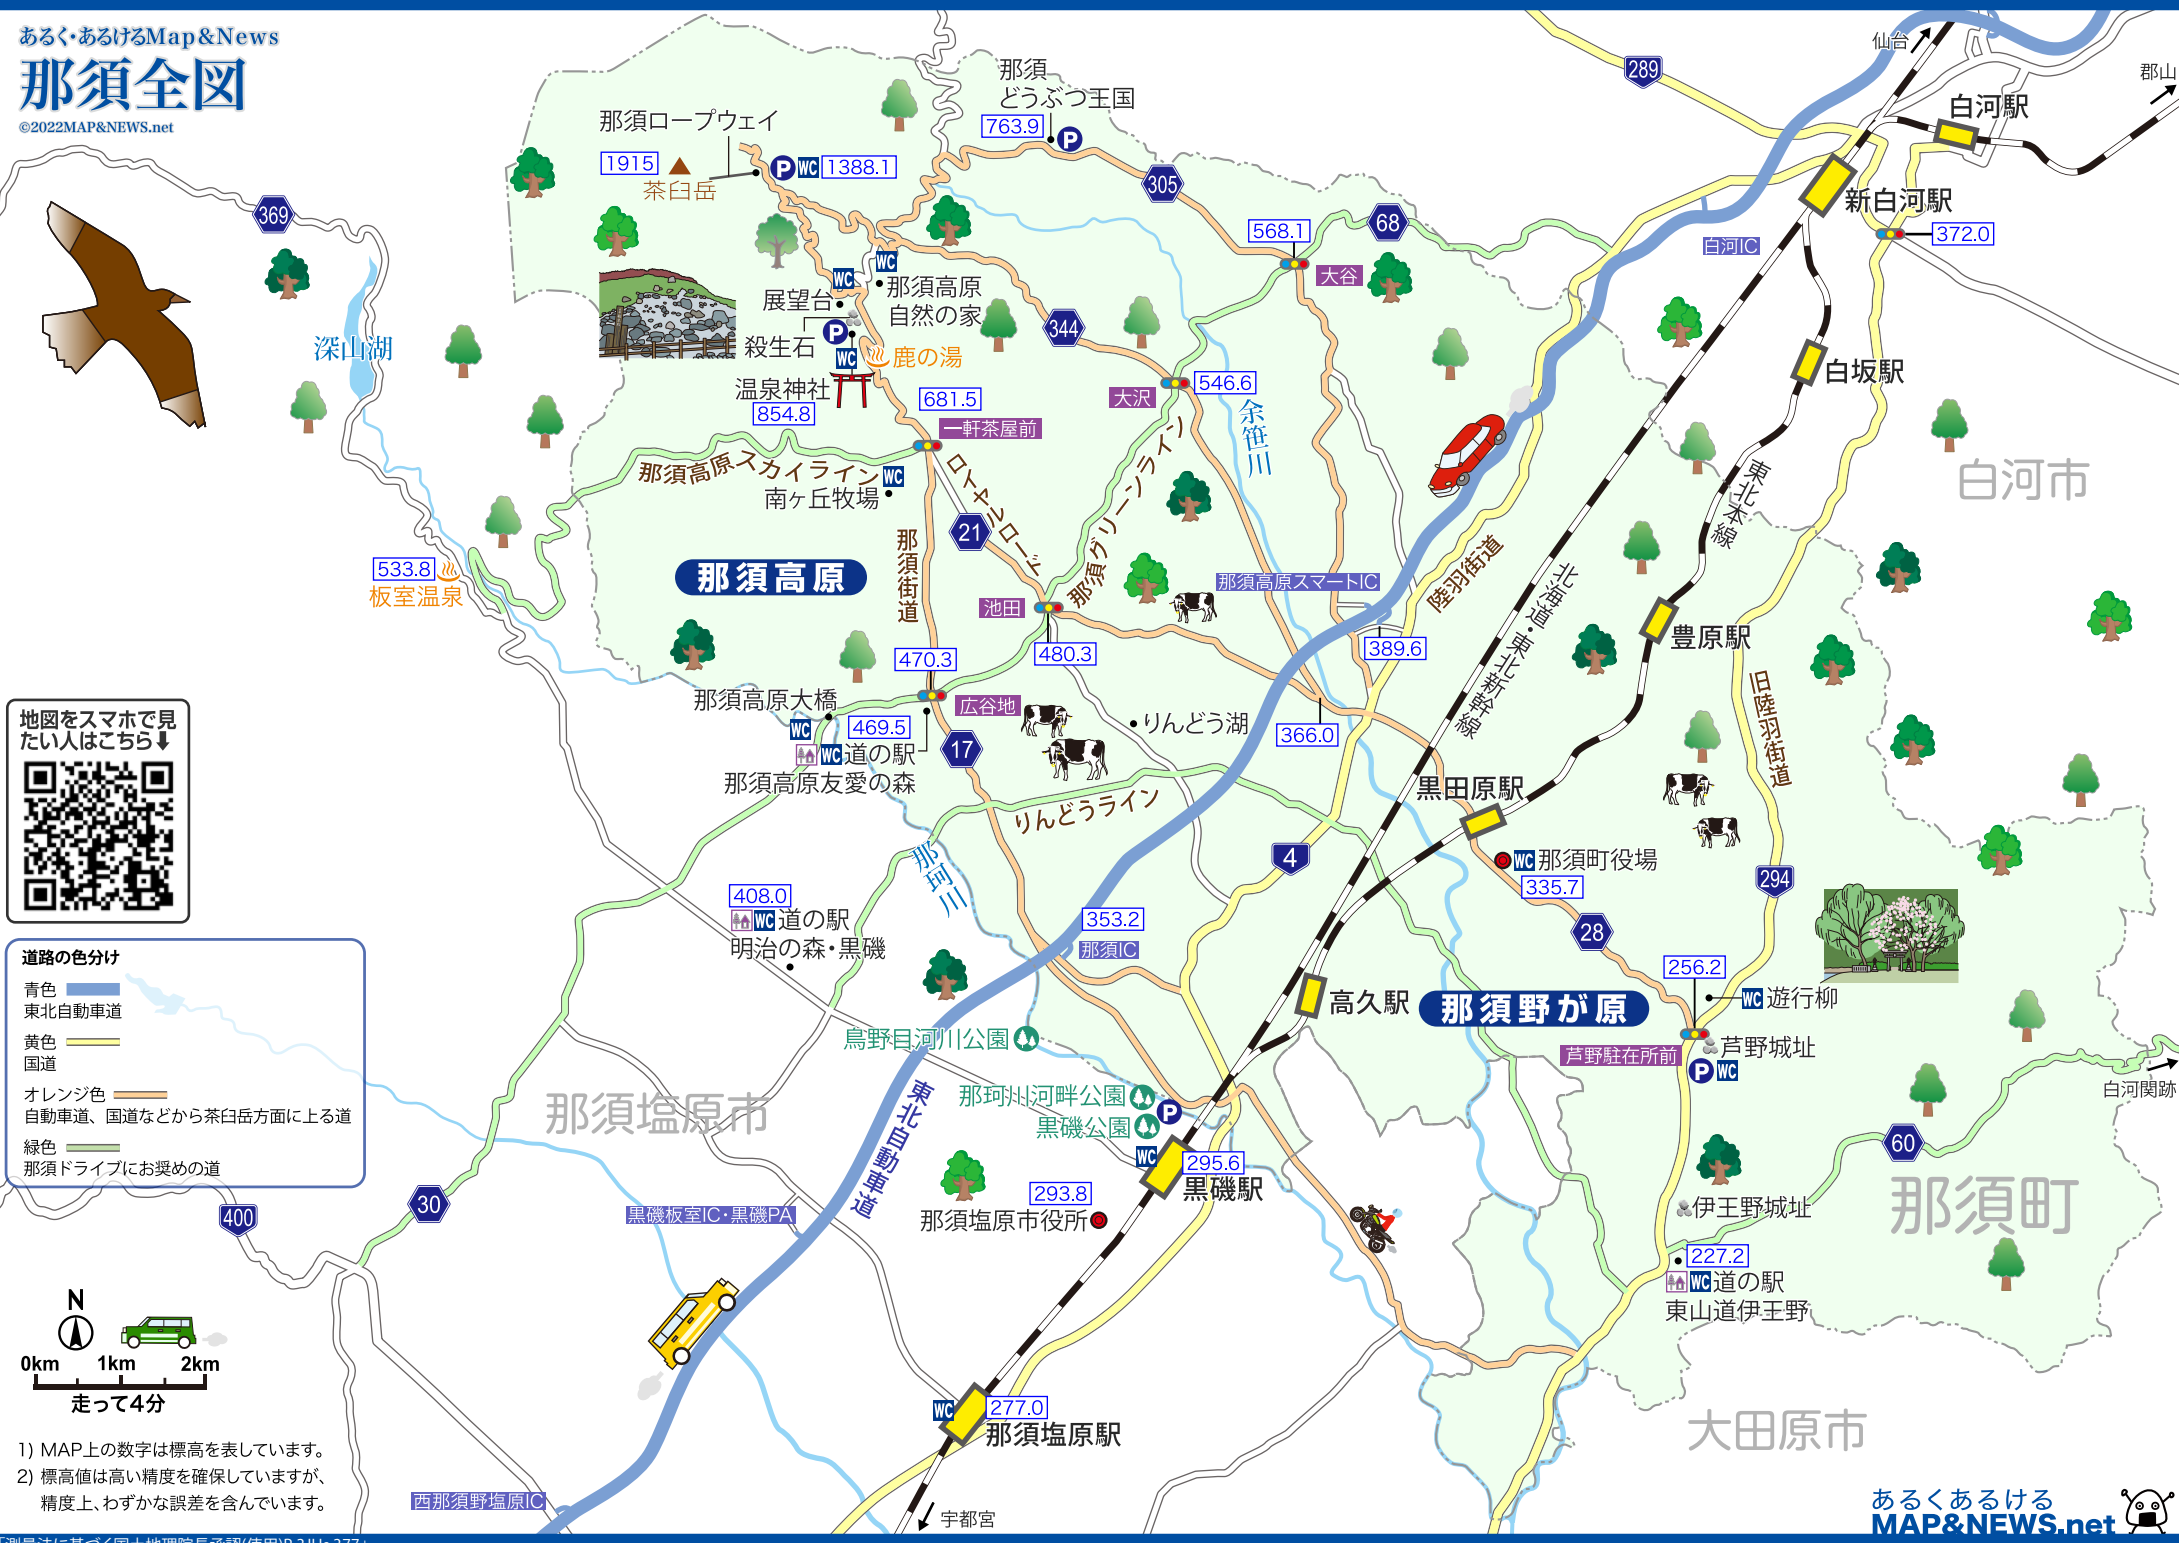 あるく・あるけるMap&News
那須全図
©2022MAP&NEWS.net
仙台
郡山
289
白河駅
那須
どうぶつ王国
763.9
P
那須ロープウェイ
1915
茶臼岳
P WC 1388.1
305
新白河駅
372.0
369
568.1
68
白河IC
大谷
WC
WC
那須高原
自然の家
展望台
344
P
殺生石
WC
鹿の湯
深山湖
温泉神社
854.8
681.5
一軒茶屋前
546.6
大沢
余笹川
白坂駅
那須高原スカイライン
WC
南ヶ丘牧場
ロイヤルロード
那須グリーンライン
東北本線
白河市
21
那須街道
533.8
板室温泉
那須高原
池田
480.3
那須高原スマートIC
389.6
陸羽街道
北海道・東北新幹線
豊原駅
旧陸羽街道
470.3
広谷地
那須高原大橋
WC
469.5
WC 道の駅
那須高原友愛の森
17
りんどう湖
366.0
りんどうライン
黒田原駅
地図をスマホで見
たい人はこちら⬇
那珂川
4
WC 那須町役場
335.7
294
408.0
WC 道の駅
明治の森・黒磯
353.2
那須IC
28
256.2
WC 遊行柳
高久駅
那須野が原
芦野駐在所前
芦野城址
P WC
道路の色分け
青色
東北自動車道
黄色
国道
オレンジ色
自動車道、国道などから茶臼岳方面に上る道
緑色
那須ドライブにお奨めの道
鳥野目河川公園
那珂川河畔公園
黒磯公園
P
WC
東北自動車道
那須塩原市
白河関跡
60
295.6
黒磯駅
293.8
那須塩原市役所
伊王野城址
那須町
227.2
WC 道の駅
東山道伊王野
400
30
黒磯板室IC・黒磯PA
N
0km 1km 2km
走って4分
WC
277.0
那須塩原駅
大田原市
1) MAP上の数字は標高を表しています。
2) 標高値は高い精度を確保していますが、
精度上、わずかな誤差を含んでいます。
西那須野塩原IC
宇都宮
あるくあるける
MAP&NEWS.net